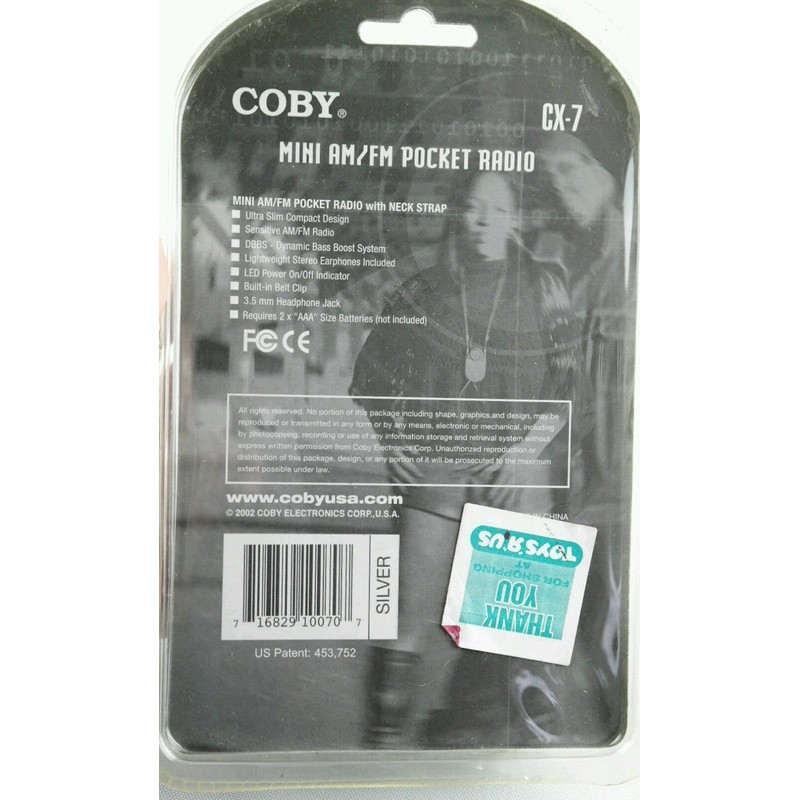 COBY®
CX-7
MINI AM/FM POCKET RADIO
MINI AM/FM POCKET RADIO with NECK STRAP
Ultra Slim Compact Design
Sensitive AM/FM Radio
DBBS - Dynamic Bass Boost System
Lightweight Stereo Earphones Included
LED Power On/Off Indicator
Built-in Belt Clip
3.5 mm Headphone Jack
Requires 2 x "AAA" Size Batteries (not included)
FC CE
All rights reserved. No portion of this package including shape, graphics,and design, may be
reproduced or transmitted in any form or by any means, electronic or mechanical, including
by photocopying, recording or use of any information storage and retrieval system without
express written permission from Coby Electronics Corp. Unauthorized reproduction or
distribution of this package, design, or any portion of it will be prosecuted to the maximum
extent possible under law.
www.cobyusa.com
© 2002 COBY ELECTRONICS CORP.,U.S.A.
IN CHINA
SILVER
7 16829 10070 7
US Patent: 453,752
THANK
YOU
FOR SHOPPING
AT
TOYS"R"US